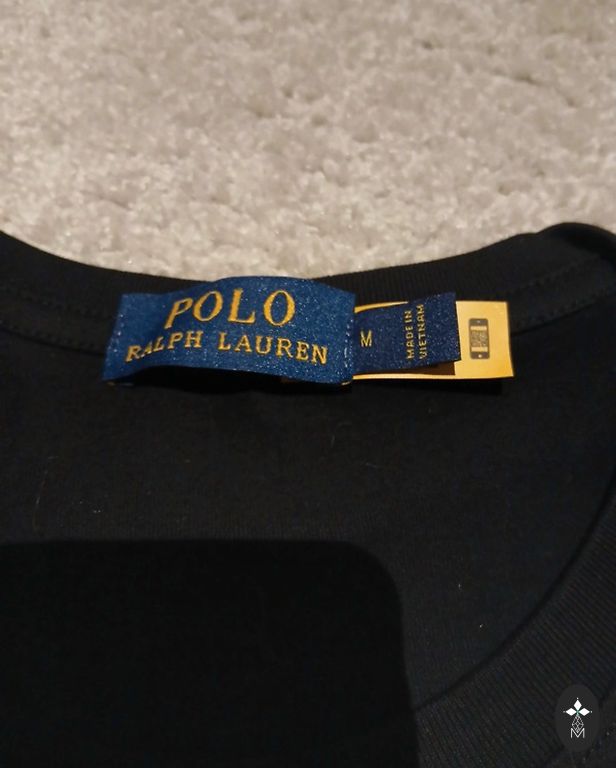 POLO
RALPH LAUREN
M
MADE IN
VIETNAM